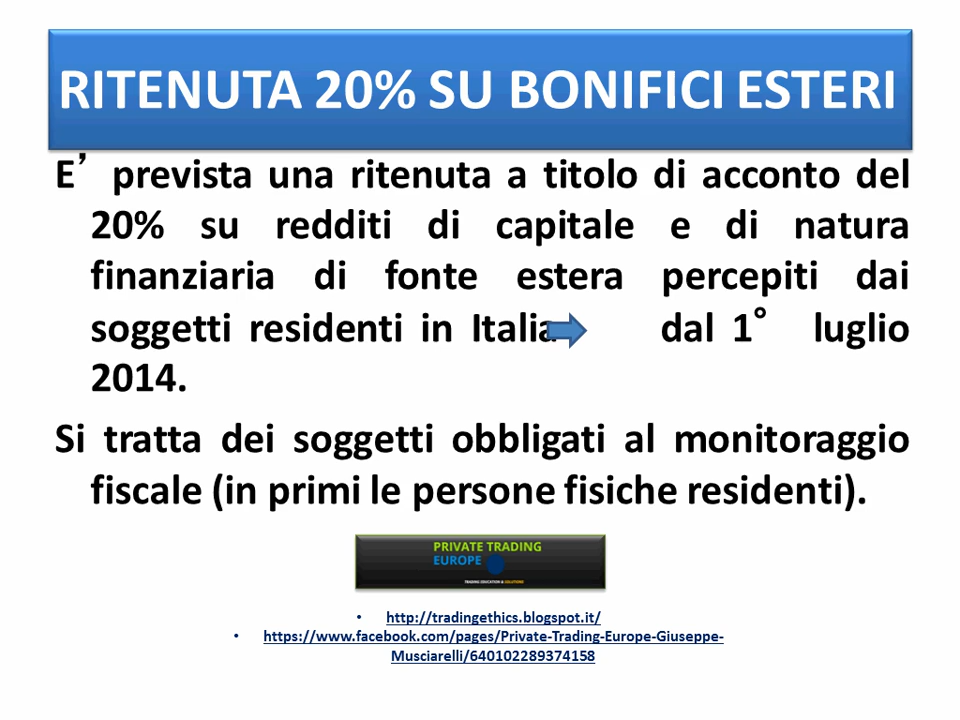 RITENUTA 20% SU BONIFICI ESTERI
E’ prevista una ritenuta a titolo di acconto del
20% su redditi di capitale e di natura
finanziaria di fonte estera percepiti dai
soggetti residenti in Italia dal 1° luglio
2014.
Si tratta dei soggetti obbligati al monitoraggio
fiscale (in primi le persone fisiche residenti).
PRIVATE TRADING
EUROPE
TRADING EDUCATION & SOLUTIONS
• http://tradingethics.blogspot.it/
• https://www.facebook.com/pages/Private-Trading-Europe-Giuseppe-
Musciarelli/640102289374158